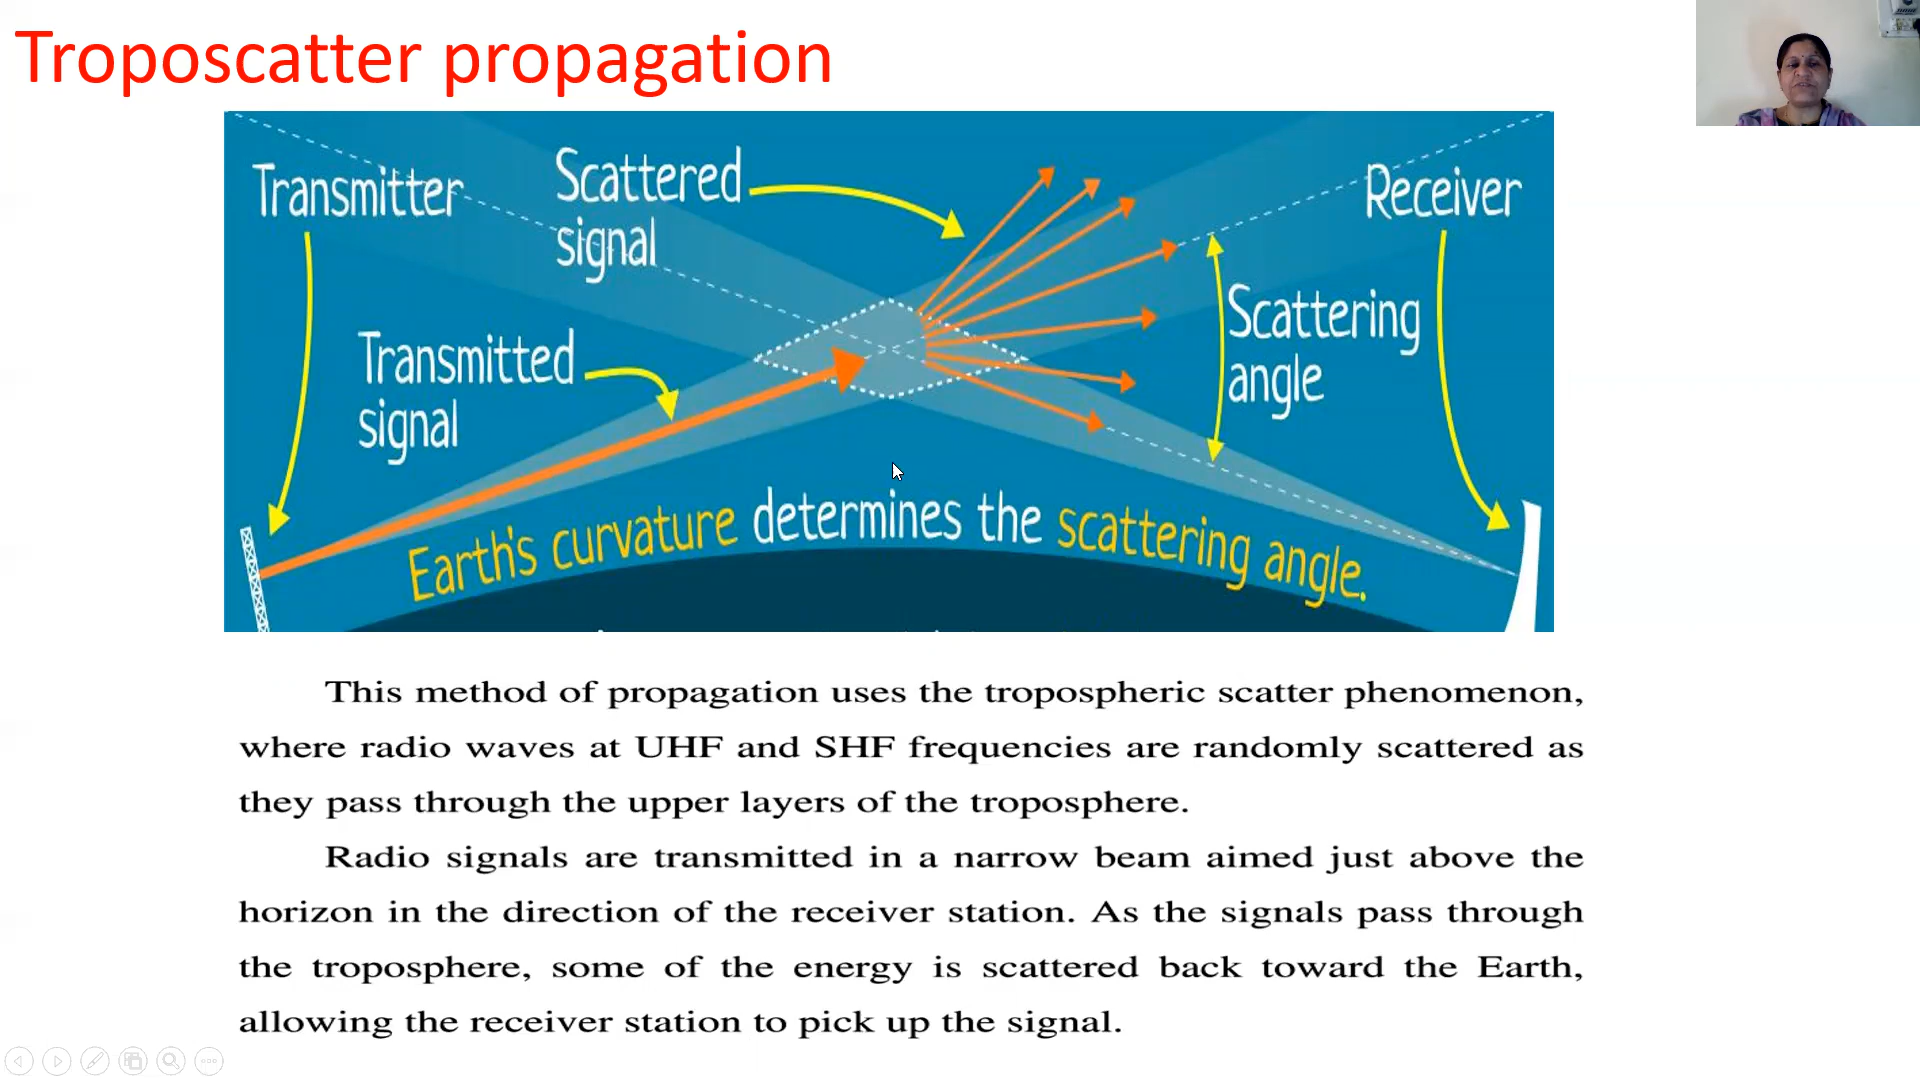 Troposcatter propagation
Transmitter
Scattered
signal
Receiver
Transmitted
signal
Scattering
angle
Earth's curvature determines the scattering angle.
This method of propagation uses the tropospheric scatter phenomenon,
where radio waves at UHF and SHF frequencies are randomly scattered as
they pass through the upper layers of the troposphere.
Radio signals are transmitted in a narrow beam aimed just above the
horizon in the direction of the receiver station. As the signals pass through
the troposphere, some of the energy is scattered back toward the Earth,
allowing the receiver station to pick up the signal.